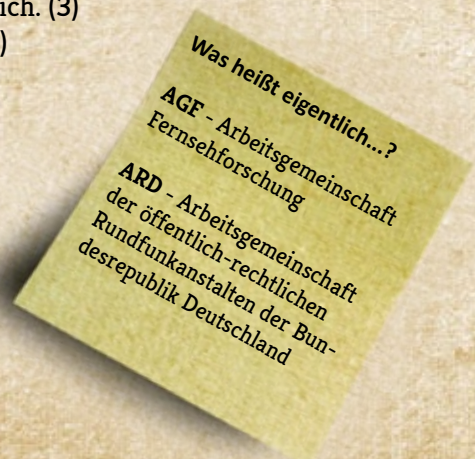 ich. (3)
)
Was heißt eigentlich...?
AGF - Arbeitsgemeinschaft
Fernsehforschung
ARD - Arbeitsgemeinschaft
der öffentlich-rechtlichen
Rundfunkanstalten der Bun-
desrepublik Deutschland